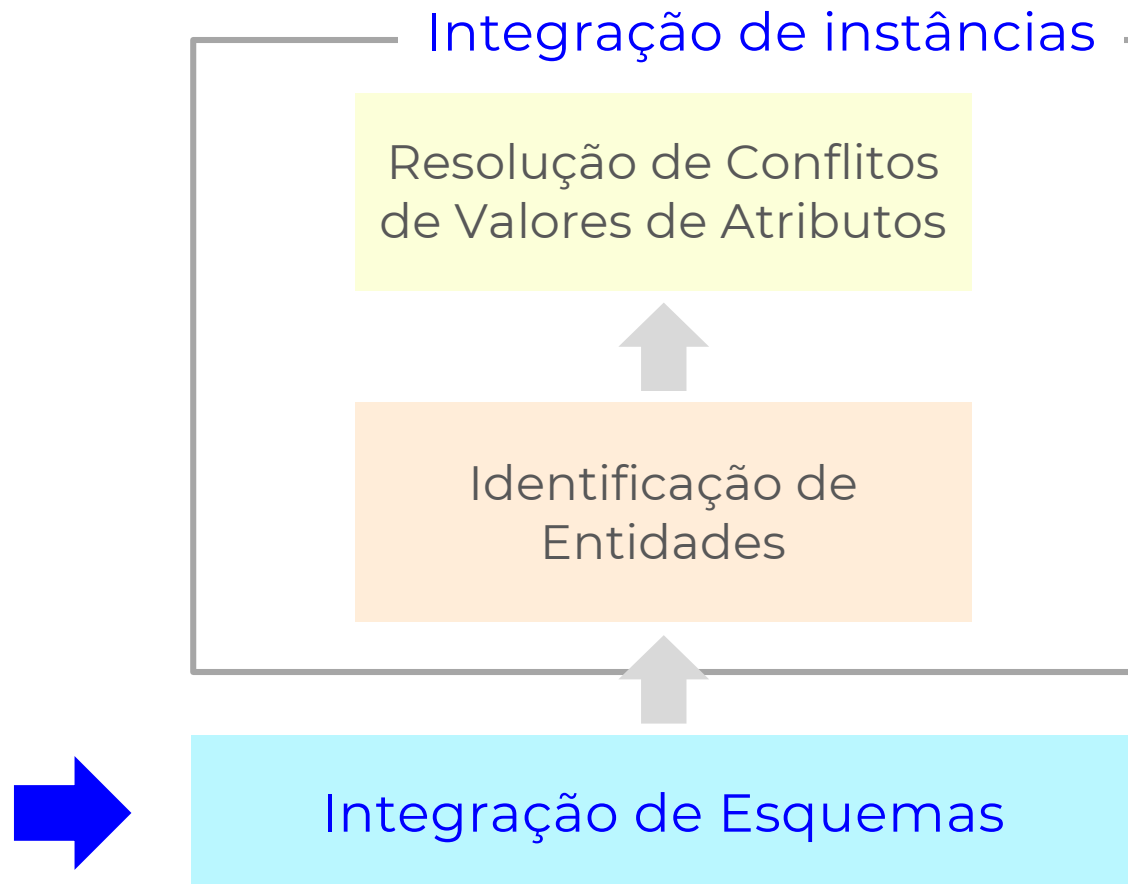 Integração de instâncias
Resolução de Conflitos
de Valores de Atributos
Identificação de
Entidades
Integração de Esquemas